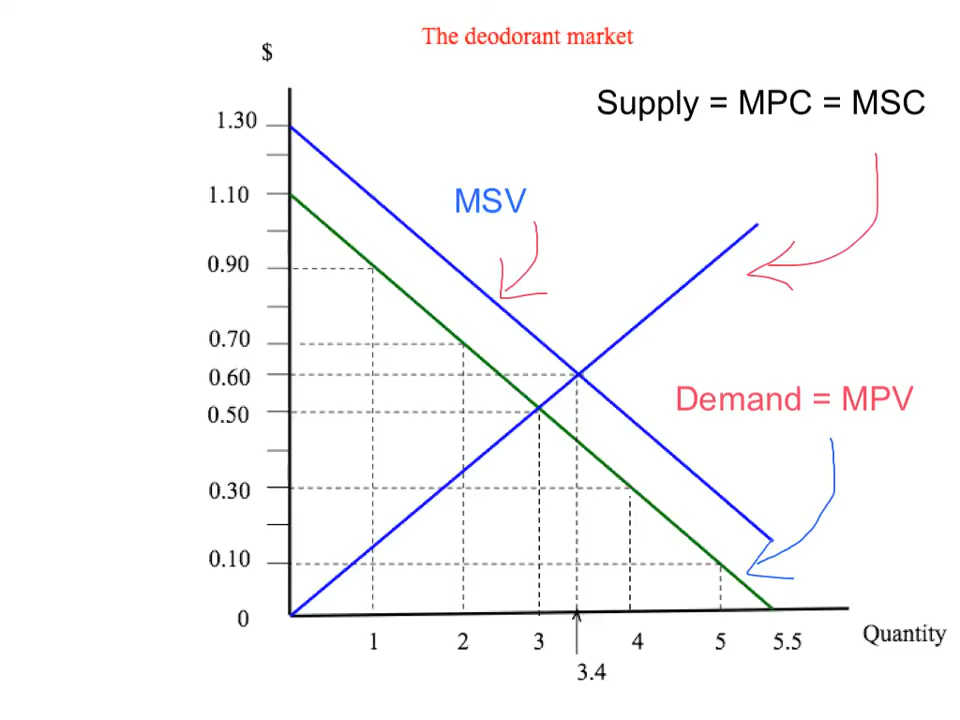 The deodorant market
$
Supply = MPC = MSC
1.30
MSV
1.10
0.90
0.70
0.60
Demand = MPV
0.50
0.30
0.10
0
1 2 3 4 5 5.5
Quantity
3.4